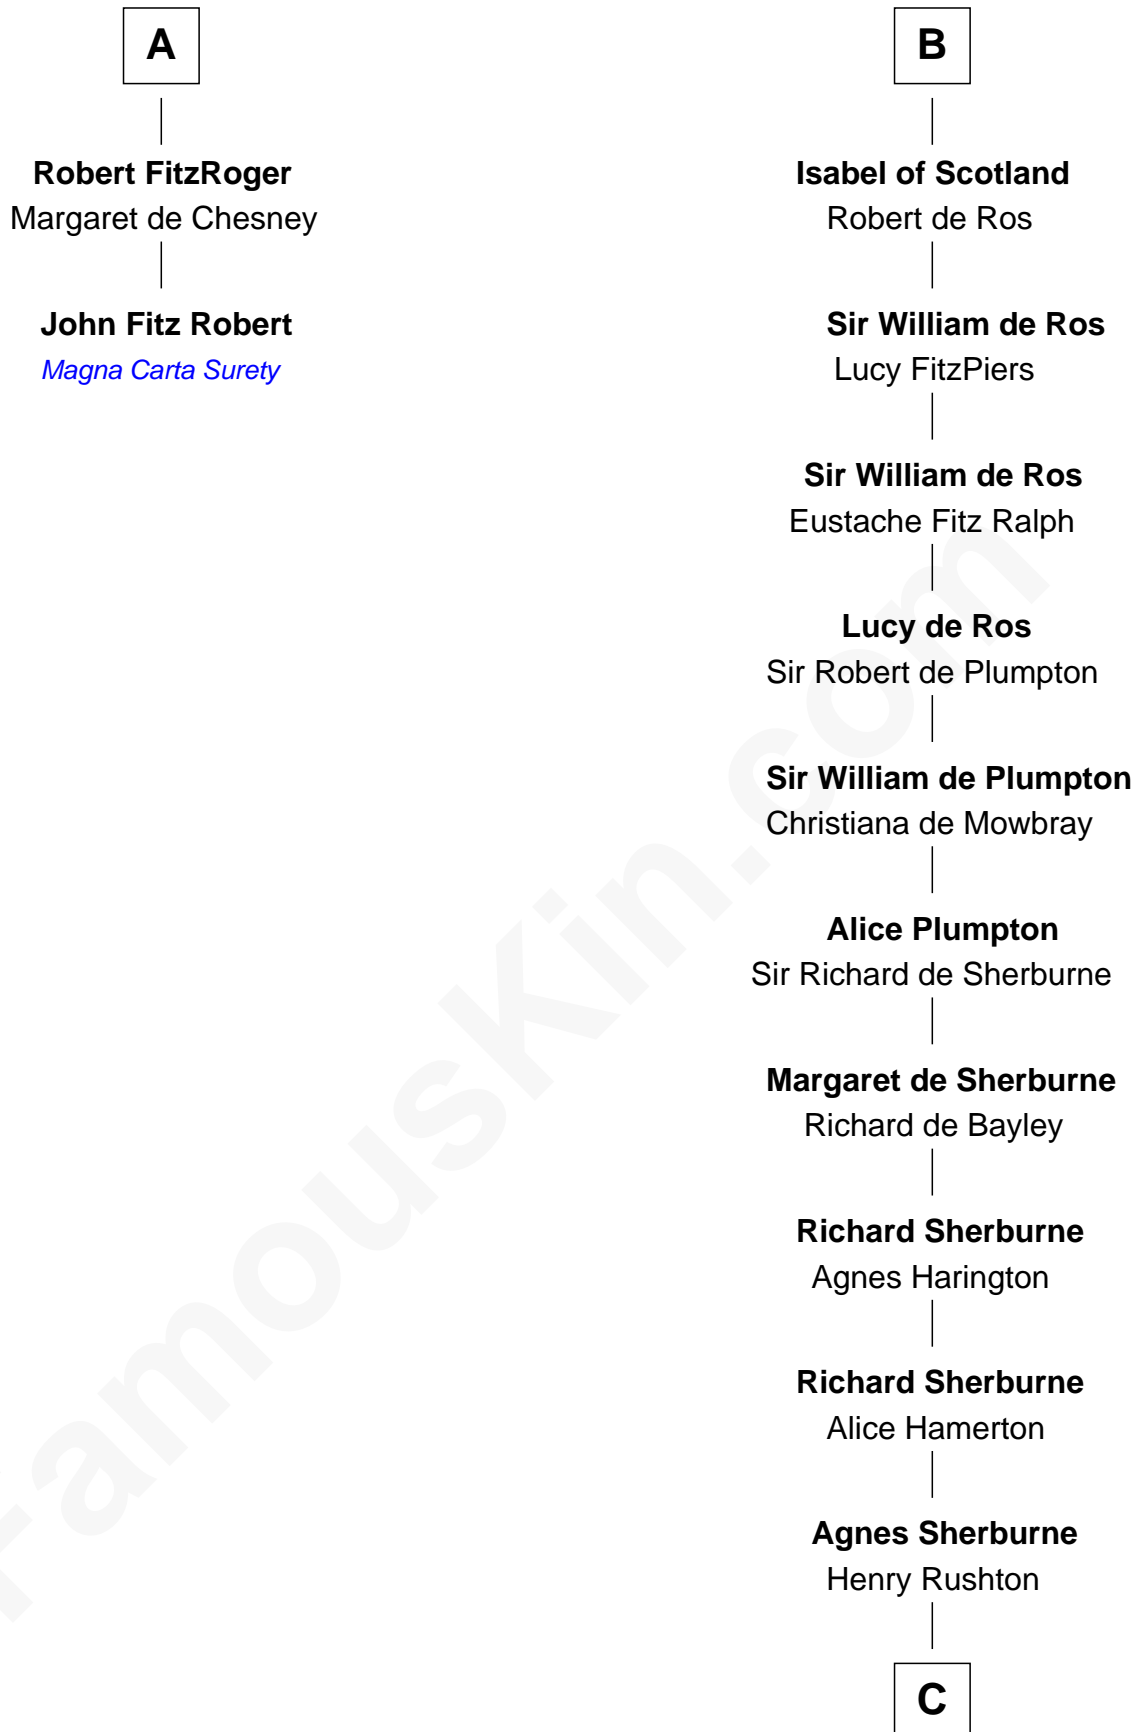 A
Robert FitzRoger
Margaret de Chesney
John Fitz Robert
Magna Carta Surety
B
Isabel of Scotland
Robert de Ros
Sir William de Ros
Lucy FitzPiers
Sir William de Ros
Eustache Fitz Ralph
Lucy de Ros
Sir Robert de Plumpton
Sir William de Plumpton
Christiana de Mowbray
Alice Plumpton
Sir Richard de Sherburne
Margaret de Sherburne
Richard de Bayley
Richard Sherburne
Agnes Harington
Richard Sherburne
Alice Hamerton
Agnes Sherburne
Henry Rushton
C
FamousKin.com